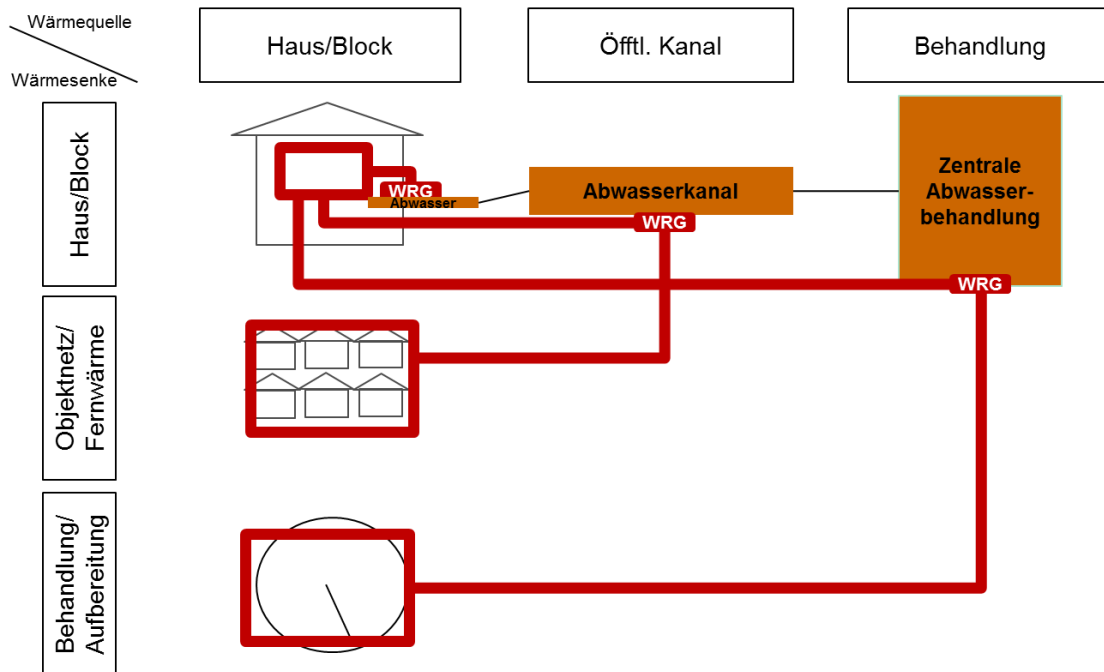 Wärmequelle
Wärmesenke
Haus/Block
Öfftl. Kanal
Behandlung
Haus/Block
WRG
Abwasser
Abwasserkanal
WRG
Zentrale
Abwasser-
behandlung
WRG
Objektnetz/
Fernwärme
Behandlung/
Aufbereitung